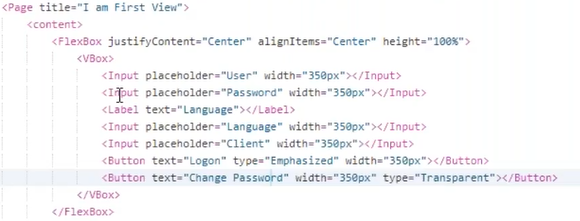 <Page title="I am First View">
<content>
<FlexBox justifyContent="Center" alignItems="Center" height="100%">
<VBox>
<Input placeholder="User" width="350px"></Input>
<Input placeholder="Password" width="350px"></Input>
<Label text="Language"></Label>
<Input placeholder="Language" width="350px"></Input>
<Input placeholder="Client" width="350px"></Input>
<Button text="Logon" type="Emphasized" width="350px"></Button>
<Button text="Change Password" width="350px" type="Transparent"></Button>
</VBox>
</FlexBox>